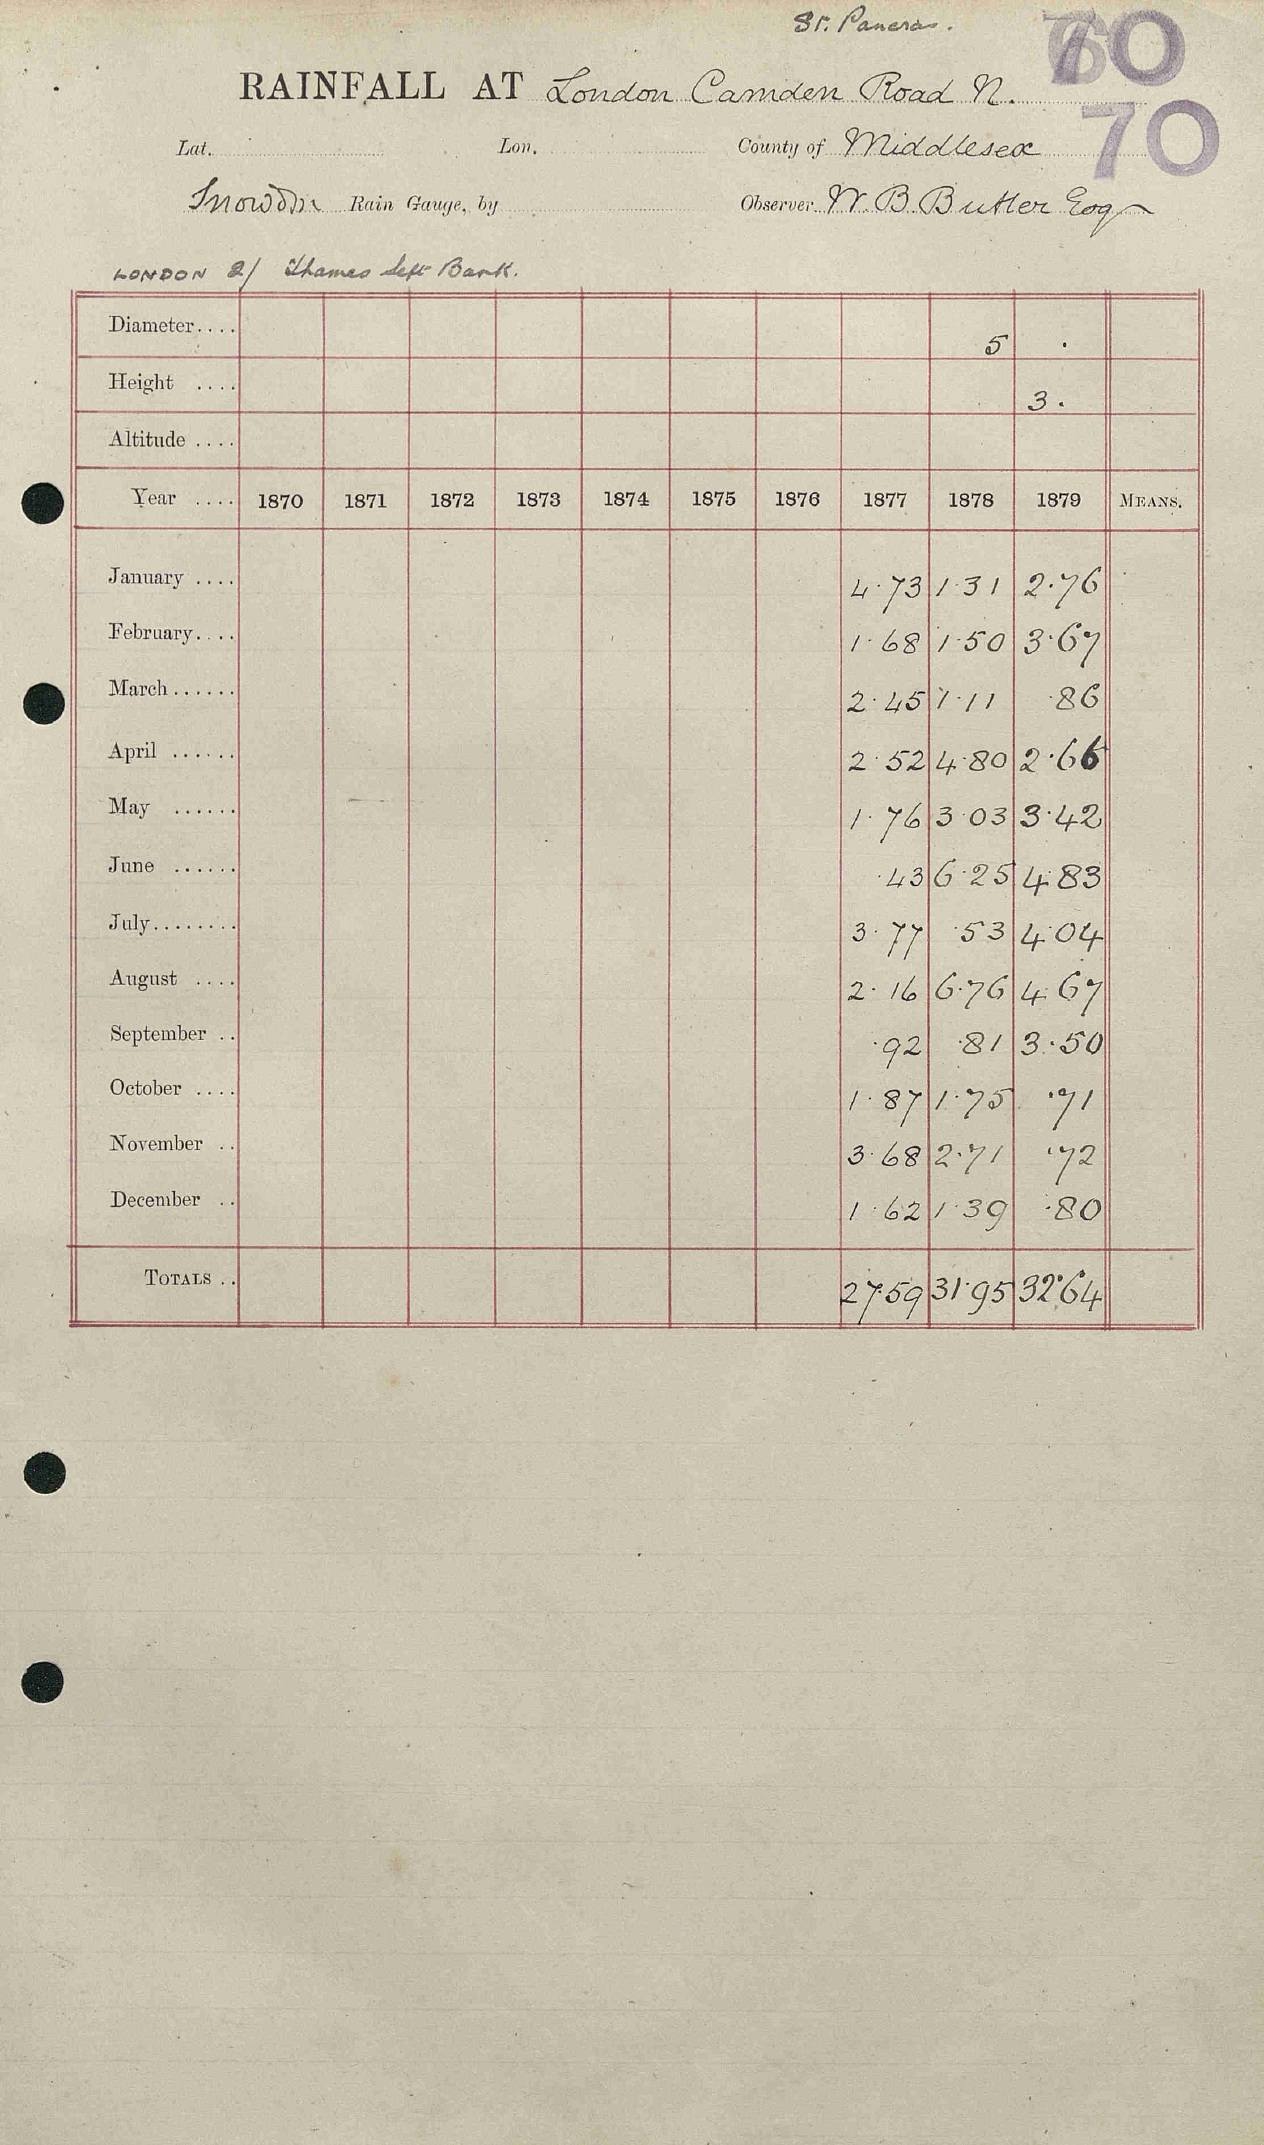 St. Pancras.
70
RAINFALL AT London Camden Road N.
70
Lat. Lon. County of Middlesex
Snowdon Rain Gauge, by Observer W. B. Butler Esq
LONDON 2/ Thames Left Bank.
Diameter.... 5 .
Height .... 3.
Altitude ....
Year .... 1870 1871 1872 1873 1874 1875 1876 1877 1878 1879 MEANS.
January .... 4.73 1.31 2.76
February.... 1.68 1.50 3.67
March...... 2.45 1.11 .86
April ...... 2.52 4.80 2.66
May ...... 1.76 3.03 3.42
June ...... .43 6.25 4.83
July........ 3.77 .53 4.04
August .... 2.16 6.76 4.67
September .. .92 .81 3.50
October .... 1.87 1.75 .71
November .. 3.68 2.71 .72
December .. 1.62 1.39 .80
TOTALS .. 27.59 31.95 32.64